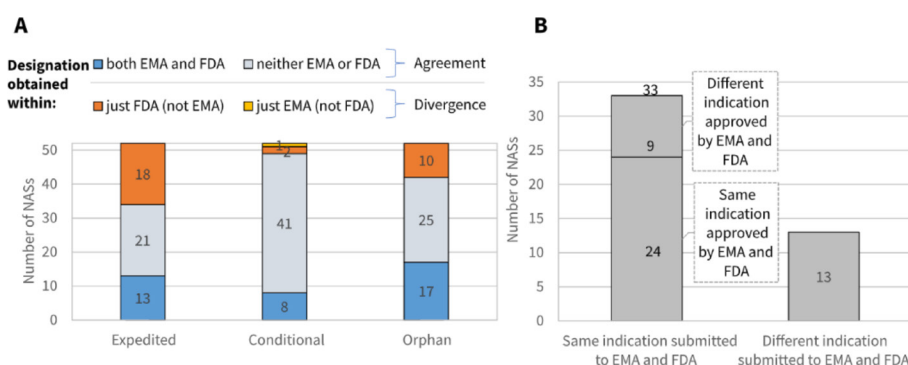 A
Designation
obtained
within:
both EMA and FDA
neither EMA or FDA
Agreement
just FDA (not EMA)
just EMA (not FDA)
Divergence
Number of NASs
50
40
30
20
10
0
18
21
13
1
2
41
8
10
25
17
Expedited
Conditional
Orphan
B
Number of NASs
35
30
25
20
15
10
5
0
33
9
24
13
Different
indication
approved
by EMA and
FDA
Same
indication
approved
by EMA and
FDA
Same indication submitted
to EMA and FDA
Different indication
submitted to EMA and FDA